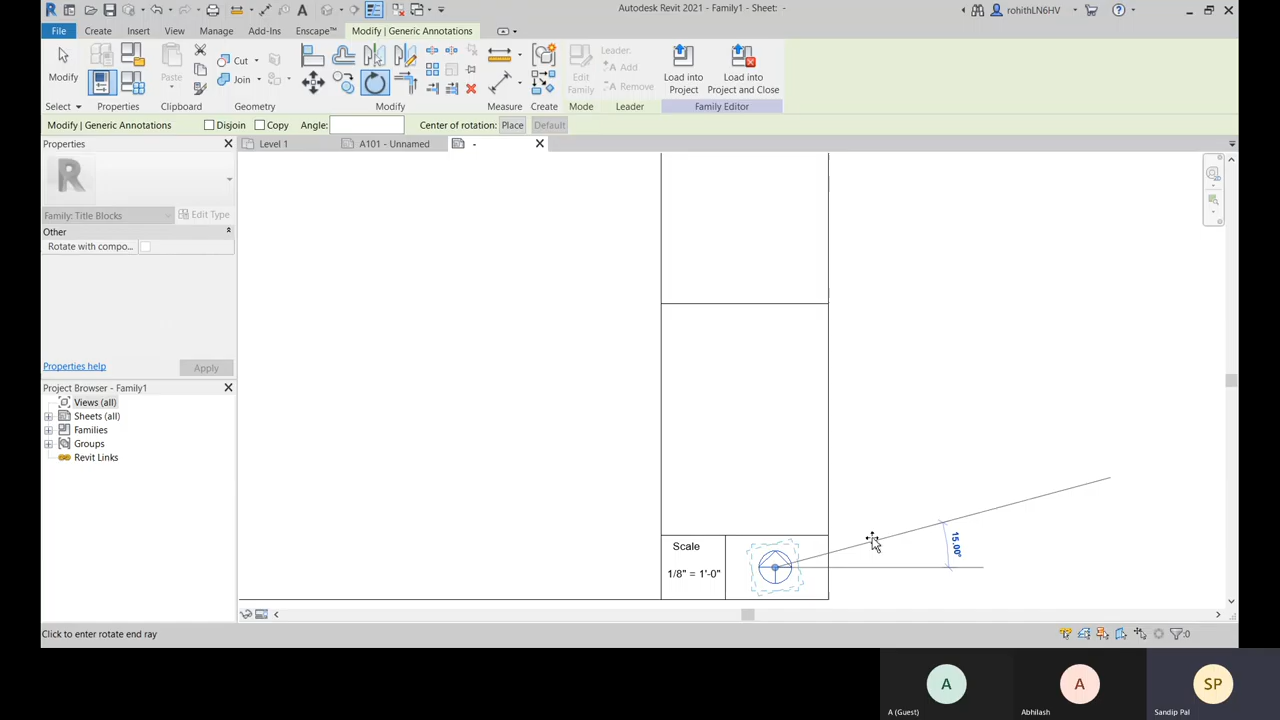 Autodesk Revit 2021 - Family1 - Sheet: -
rohithLN6HV
File Create Insert View Manage Add-Ins Enscape™ Modify | Generic Annotations
Modify
Paste
Cut
Join
Edit Family
Leader:
Add
Remove
Load into Project
Load into Project and Close
Select Properties Clipboard Geometry Modify Measure Create Mode Leader Family Editor
Modify | Generic Annotations Disjoin Copy Angle: Center of rotation: Place Default
Properties
Level 1
A101 - Unnamed
-
R
Family: Title Blocks
Edit Type
Other
Rotate with compo...
Properties help
Apply
Project Browser - Family1
Views (all)
Sheets (all)
Families
Groups
Revit Links
Scale
1/8" = 1'-0"
15.00°
Click to enter rotate end ray
:0
A
A
SP
A (Guest)
Abhilash
Sandip Pal